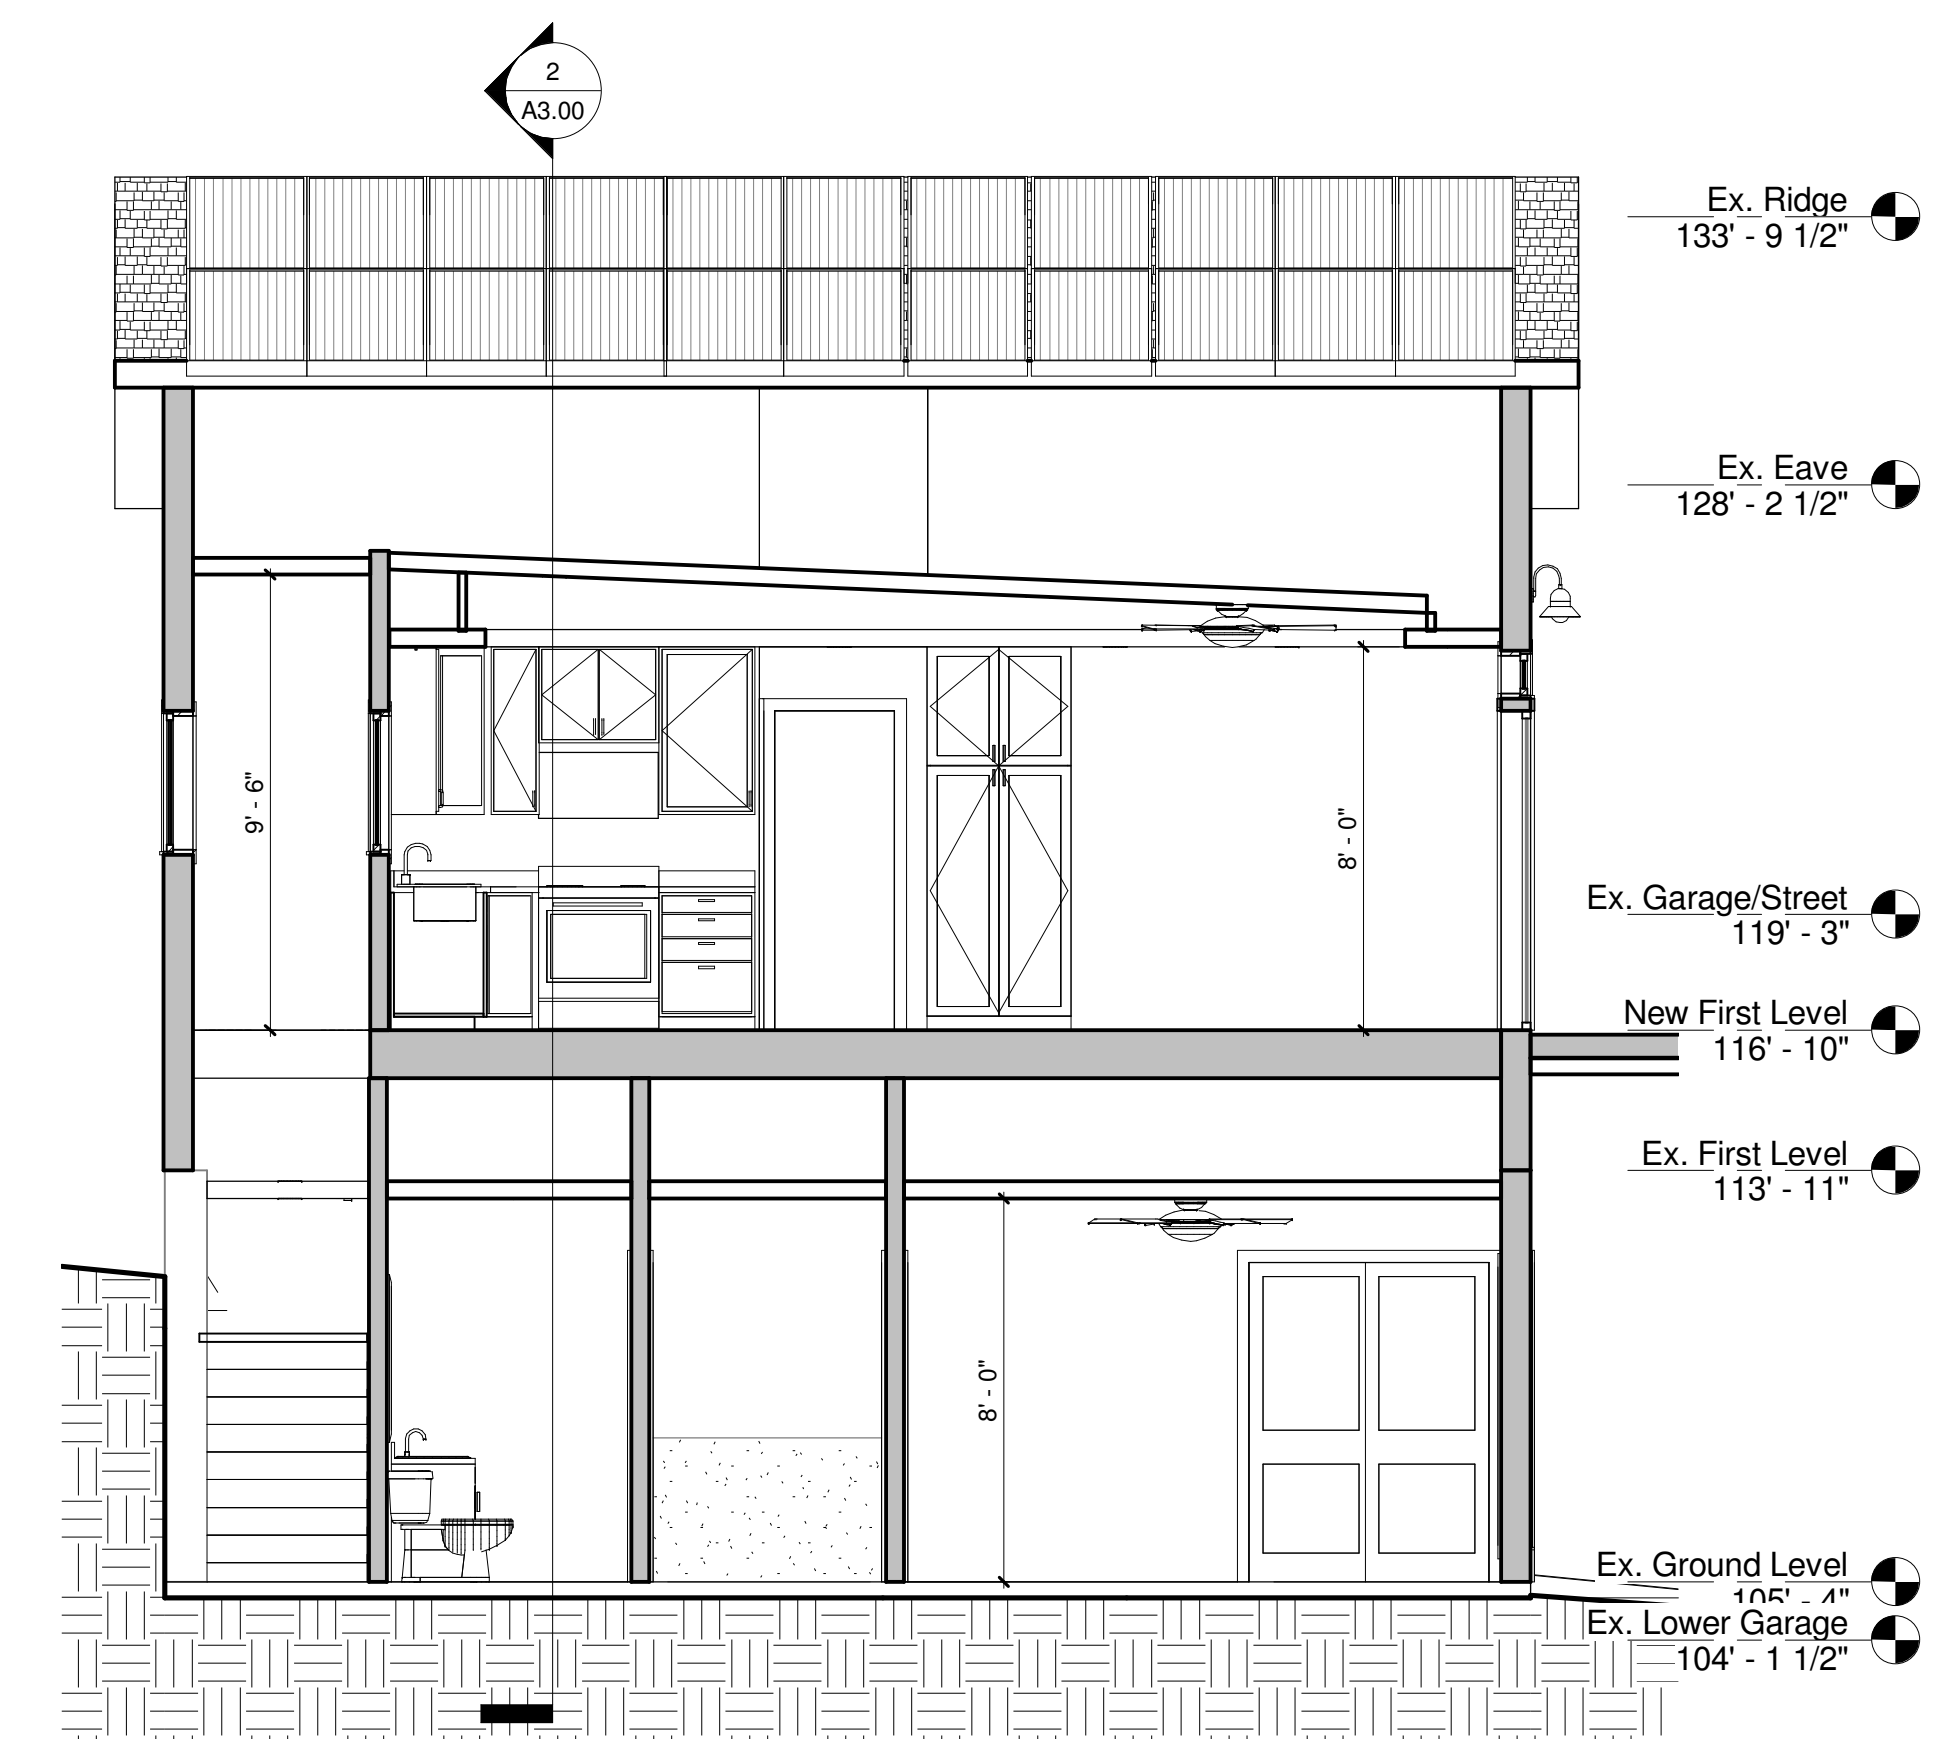 2
A3.00
Ex. Ridge
133' - 9 1/2"
Ex. Eave
128' - 2 1/2"
9' - 6"
8' - 0"
Ex. Garage/Street
119' - 3"
New First Level
116' - 10"
Ex. First Level
113' - 11"
8' - 0"
Ex. Ground Level
105' - 4"
Ex. Lower Garage
104' - 1 1/2"